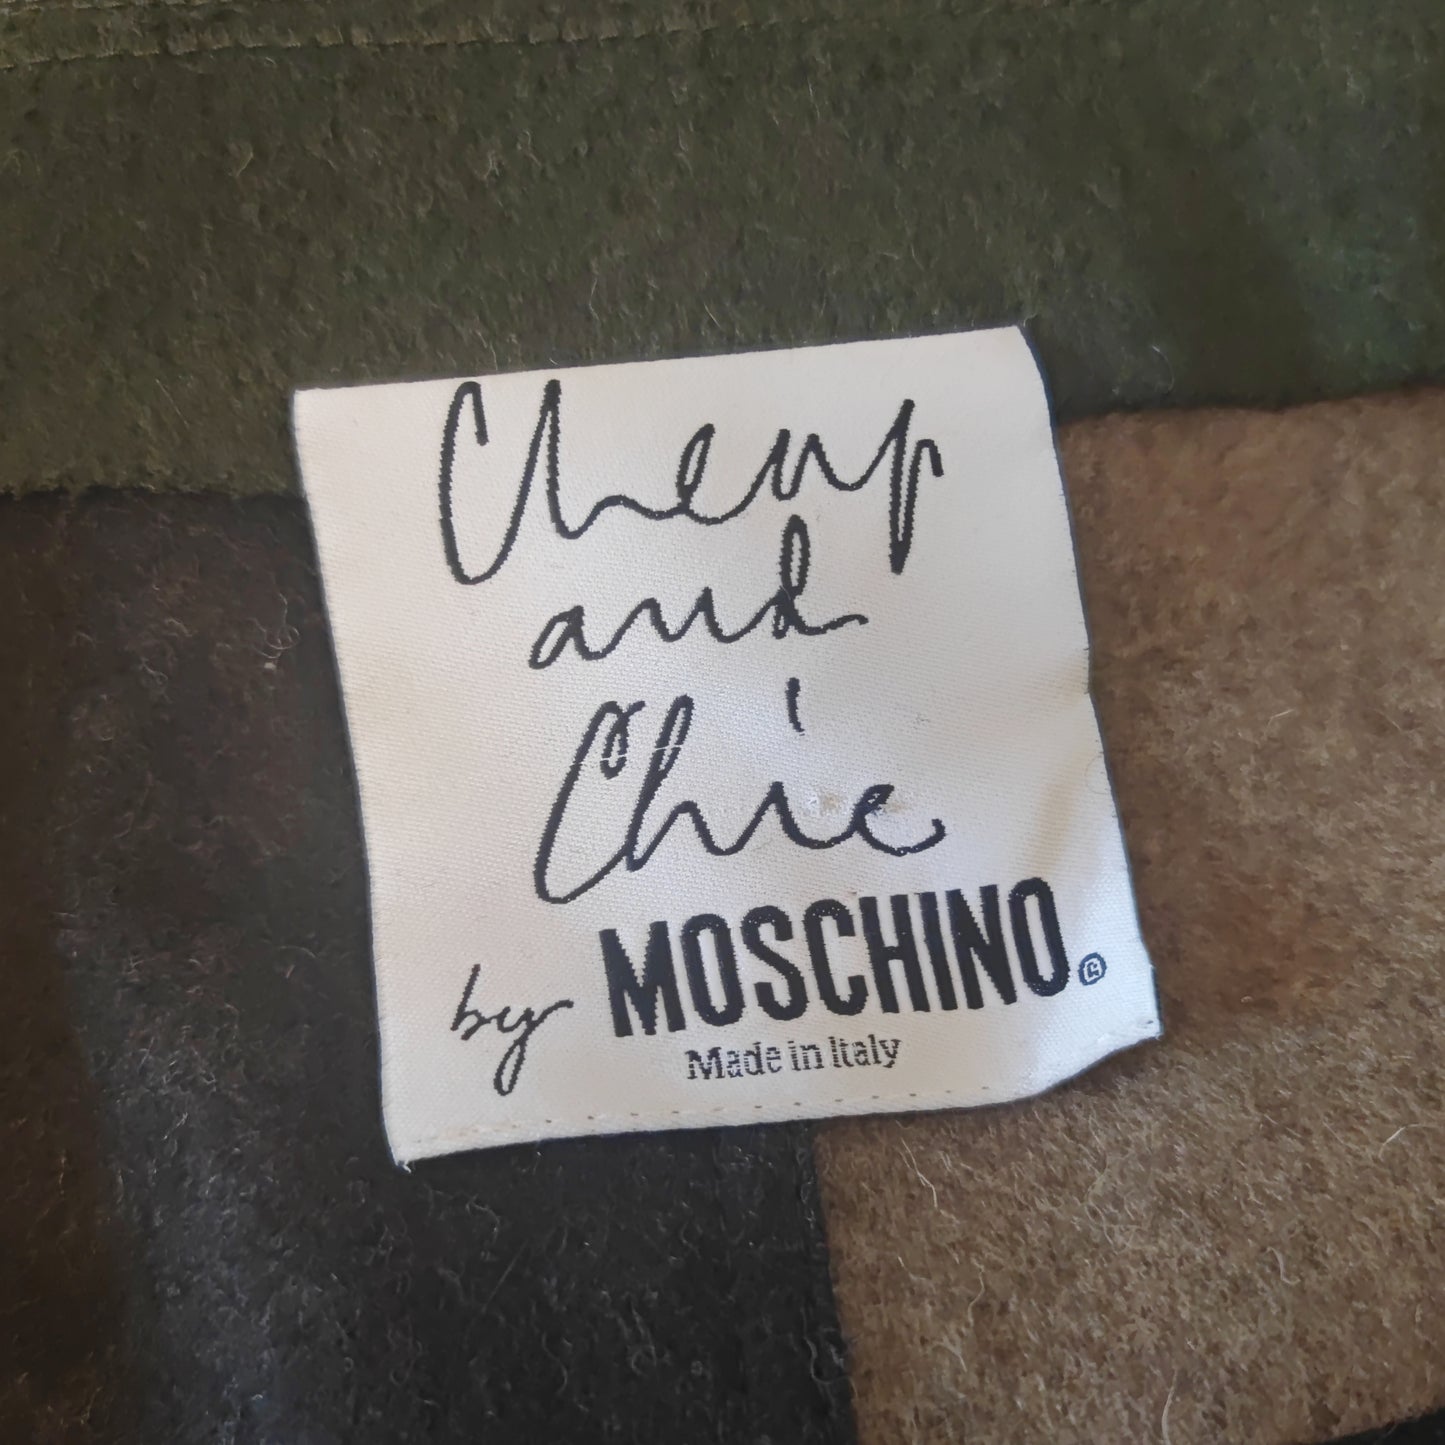 Cheap
and
Chic
by MOSCHINO.
Made in Italy